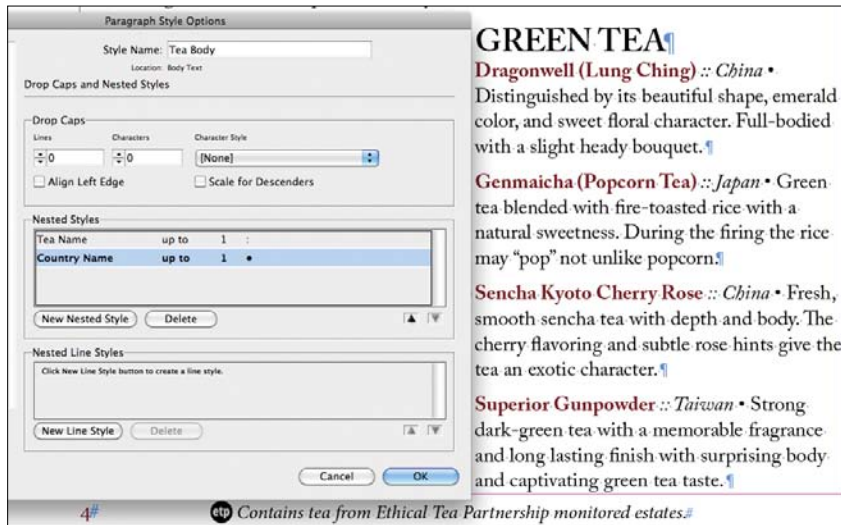 Paragraph Style Options
Style Name: Tea Body
Location: Body Text
Drop Caps and Nested Styles
Drop Caps
Lines Characters Character Style
0 0 [None]
Align Left Edge Scale for Descenders
Nested Styles
Tea Name up to 1 :
Country Name up to 1 •
New Nested Style Delete
Nested Line Styles
Click New Line Style button to create a line style.
New Line Style Delete
Cancel OK
GREEN TEA¶
Dragonwell (Lung Ching) :: China •
Distinguished by its beautiful shape, emerald
color, and sweet floral character. Full-bodied
with a slight heady bouquet.¶
Genmaicha (Popcorn Tea) :: Japan • Green
tea blended with fire-toasted rice with a
natural sweetness. During the firing the rice
may “pop” not unlike popcorn.¶
Sencha Kyoto Cherry Rose :: China • Fresh,
smooth sencha tea with depth and body. The
cherry flavoring and subtle rose hints give the
tea an exotic character.¶
Superior Gunpowder :: Taiwan • Strong
dark-green tea with a memorable fragrance
and long lasting finish with surprising body
and captivating green tea taste.¶
4# etp Contains tea from Ethical Tea Partnership monitored estates.#